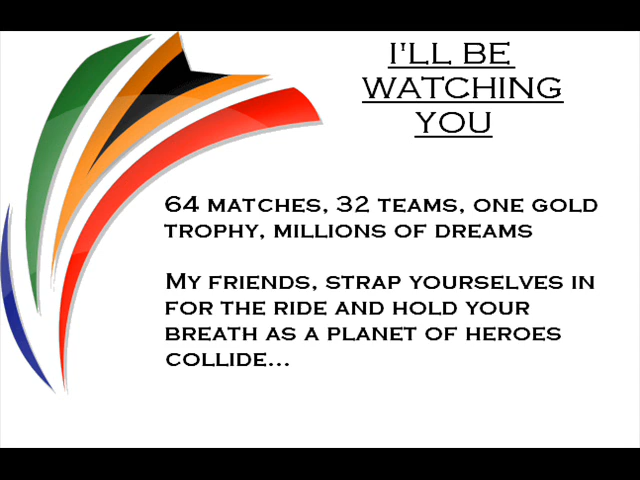 I'LL BE
WATCHING
YOU
64 MATCHES, 32 TEAMS, ONE GOLD
TROPHY, MILLIONS OF DREAMS
MY FRIENDS, STRAP YOURSELVES IN
FOR THE RIDE AND HOLD YOUR
BREATH AS A PLANET OF HEROES
COLLIDE...